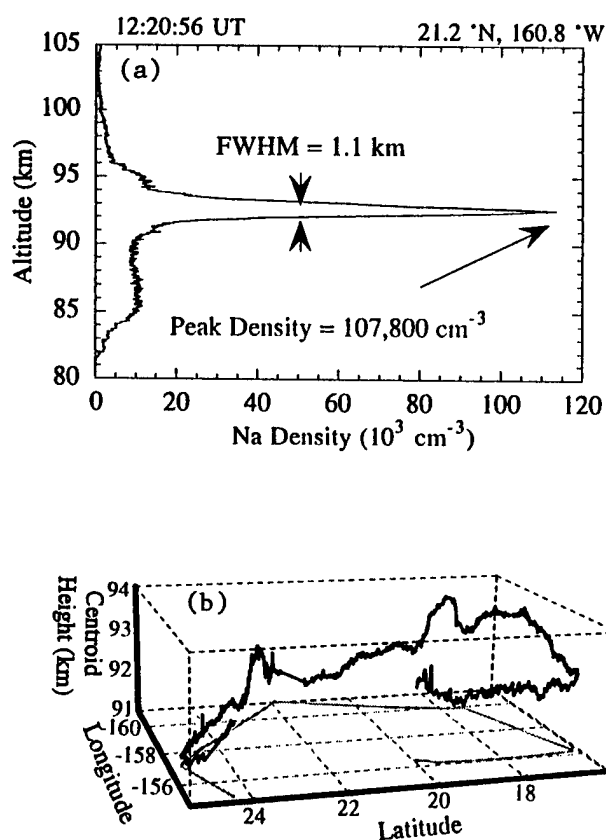 12:20:56 UT 21.2 °N, 160.8 °W
(a)
105
100
95
90
85
80
Altitude (km)
FWHM = 1.1 km
Peak Density = 107,800 cm⁻³
0 20 40 60 80 100 120
Na Density (10³ cm⁻³)
(b)
94
93
92
91
Centroid
Height (km)
-160
-158
-156
Longitude
24 22 20 18
Latitude